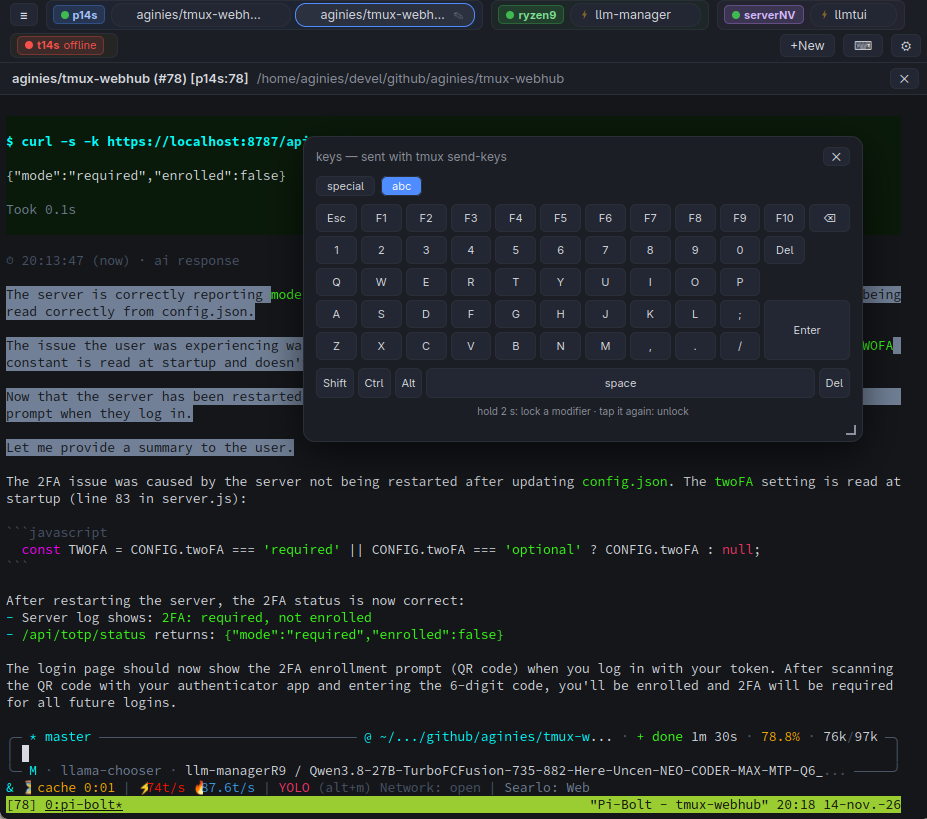 ≡ p14s aginies/tmux-webh... aginies/tmux-webh... ✎ ryzen9 ⚡ llm-manager serverNV ⚡ llmtui
t14s offline +New ⌨ ⚙
aginies/tmux-webhub (#78) [p14s:78] /home/aginies/devel/github/aginies/tmux-webhub ✕
$ curl -s -k https://localhost:8787/api
{"mode":"required","enrolled":false}
Took 0.1s
⏲ 20:13:47 (now) · ai response
The server is correctly reporting mode being
read correctly from config.json.
The issue the user was experiencing wa WOFA
constant is read at startup and doesn'
Now that the server has been restarted
prompt when they log in.
Let me provide a summary to the user.
keys — sent with tmux send-keys ✕
special abc
Esc F1 F2 F3 F4 F5 F6 F7 F8 F9 F10 ⌫
1 2 3 4 5 6 7 8 9 0 Del
Q W E R T Y U I O P
A S D F G H J K L ; Enter
Z X C V B N M , . /
Shift Ctrl Alt space Del
hold 2 s: lock a modifier · tap it again: unlock
The 2FA issue was caused by the server not being restarted after updating config.json. The twoFA setting is read at
startup (line 83 in server.js):
```javascript
const TWOFA = CONFIG.twoFA === 'required' || CONFIG.twoFA === 'optional' ? CONFIG.twoFA : null;
```
After restarting the server, the 2FA status is now correct:
- Server log shows: 2FA: required, not enrolled
- /api/totp/status returns: {"mode":"required","enrolled":false}
The login page should now show the 2FA enrollment prompt (QR code) when you log in with your token. After scanning
the QR code with your authenticator app and entering the 6-digit code, you'll be enrolled and 2FA will be required
for all future logins.
* master @ ~/.../github/aginies/tmux-w... · + done 1m 30s · 78.8% · 76k/97k
M · llama-chooser · llm-managerR9 / Qwen3.8-27B-TurboFCFusion-735-882-Here-Uncen-NEO-CODER-MAX-MTP-Q6_...
& ⏳cache 0:01 | ⚡74t/s 🔥87.6t/s | YOLO (alt+m) Network: open | Searlo: Web
[78] 0:pi-bolt* "Pi-Bolt - tmux-webhub" 20:18 14-nov.-26